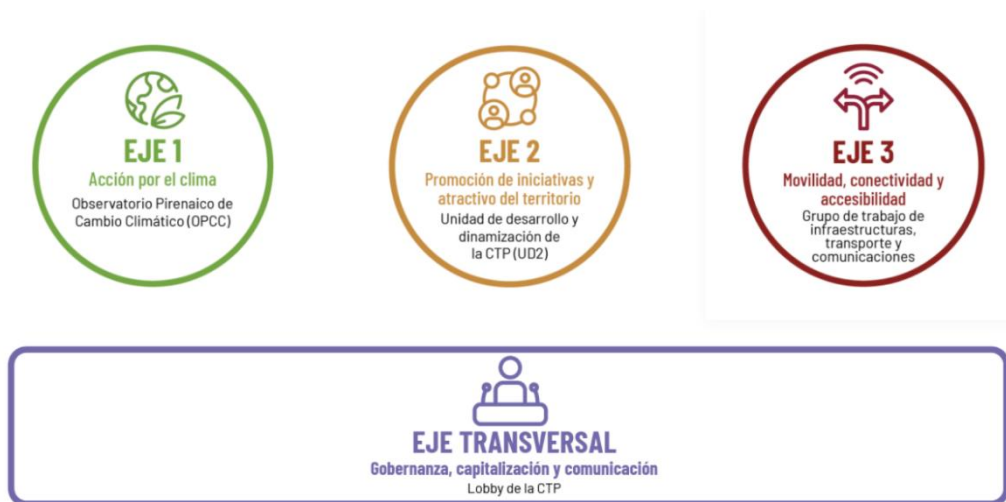 EJE 1
Acción por el clima
Observatorio Pirenaico de
Cambio Climático (OPCC)
EJE 2
Promoción de iniciativas y
atractivo del territorio
Unidad de desarrollo y
dinamización de
la CTP (UD2)
EJE 3
Movilidad, conectividad y
accesibilidad
Grupo de trabajo de
infraestructuras,
transporte y
comunicaciones
EJE TRANSVERSAL
Gobernanza, capitalización y comunicación
Lobby de la CTP